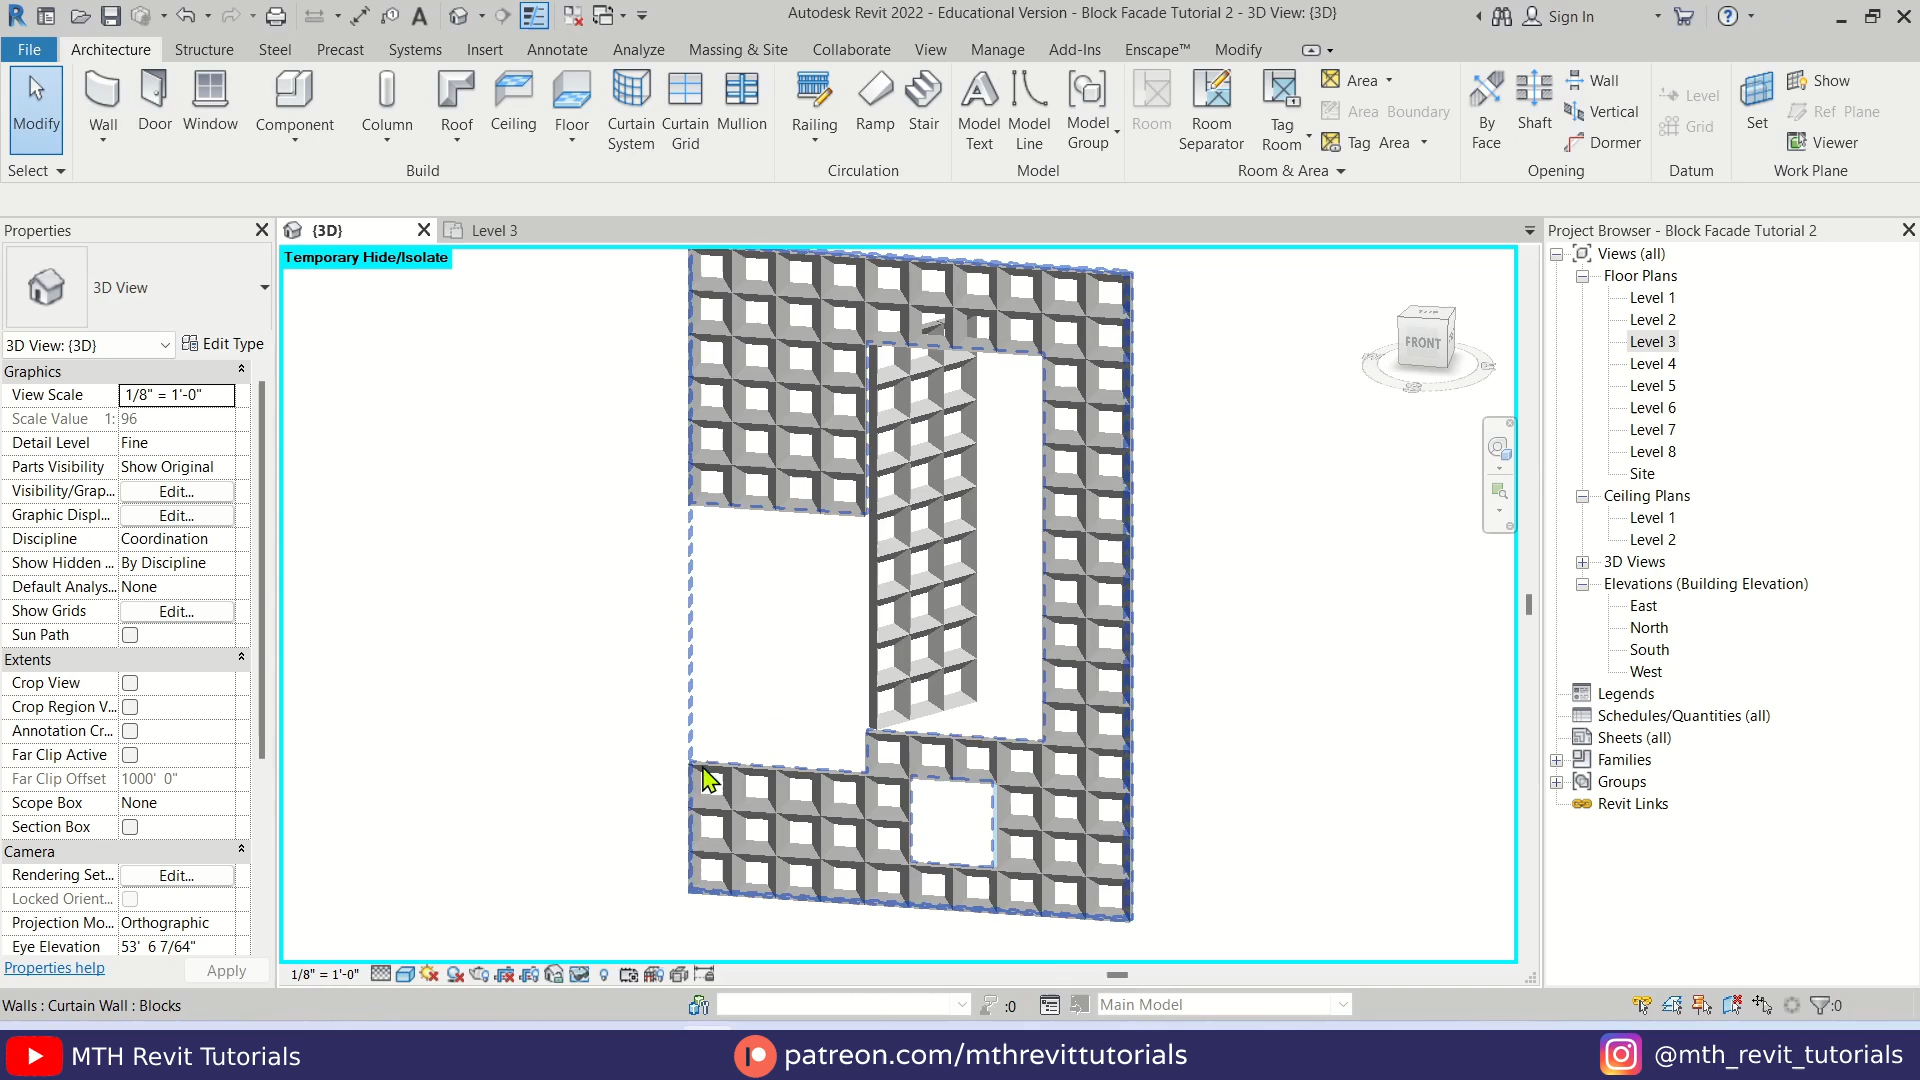 Autodesk Revit 2022 - Educational Version - Block Facade Tutorial 2 - 3D View: {3D}
Sign In
File Architecture Structure Steel Precast Systems Insert Annotate Analyze Massing & Site Collaborate View Manage Add-Ins Enscape™ Modify
Modify
Wall
Door
Window
Component
Column
Roof
Ceiling
Floor
Curtain System
Curtain Grid
Mullion
Railing
Ramp
Stair
Model Text
Model Line
Model Group
Room
Room Separator
Tag Room
Area
Area Boundary
Tag Area
By Face
Shaft
Wall
Vertical
Dormer
Level
Grid
Set
Show
Ref Plane
Viewer
Select Build Circulation Model Room & Area Opening Datum Work Plane
Properties
3D View
3D View: {3D} Edit Type
Graphics
View Scale 1/8" = 1'-0"
Scale Value 1: 96
Detail Level Fine
Parts Visibility Show Original
Visibility/Grap... Edit...
Graphic Displ... Edit...
Discipline Coordination
Show Hidden ... By Discipline
Default Analys... None
Show Grids Edit...
Sun Path
Extents
Crop View
Crop Region V...
Annotation Cr...
Far Clip Active
Far Clip Offset 1000' 0"
Scope Box None
Section Box
Camera
Rendering Set... Edit...
Locked Orient...
Projection Mo... Orthographic
Eye Elevation 53' 6 7/64"
Properties help Apply
{3D} Level 3
Temporary Hide/Isolate
FRONT
1/8" = 1'-0"
Project Browser - Block Facade Tutorial 2
Views (all)
Floor Plans
Level 1
Level 2
Level 3
Level 4
Level 5
Level 6
Level 7
Level 8
Site
Ceiling Plans
Level 1
Level 2
3D Views
Elevations (Building Elevation)
East
North
South
West
Legends
Schedules/Quantities (all)
Sheets (all)
Families
Groups
Revit Links
Walls : Curtain Wall : Blocks
:0
Main Model
:0
MTH Revit Tutorials
patreon.com/mthrevittutorials
@mth_revit_tutorials